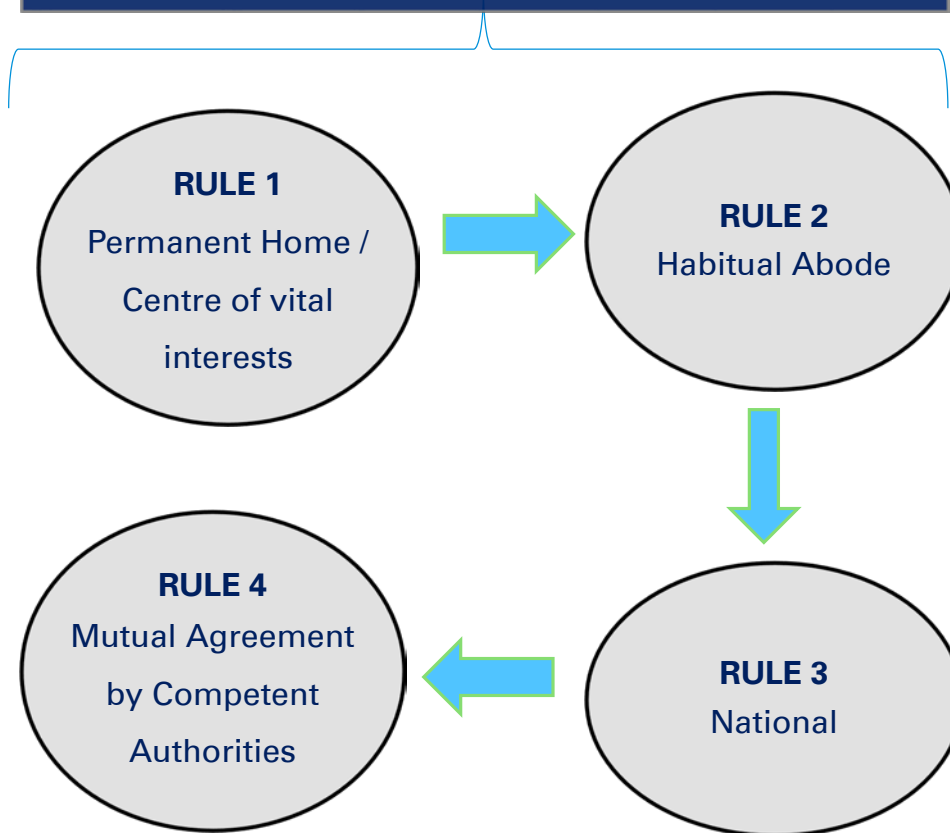 RULE 1
Permanent Home /
Centre of vital
interests
RULE 2
Habitual Abode
RULE 3
National
RULE 4
Mutual Agreement
by Competent
Authorities